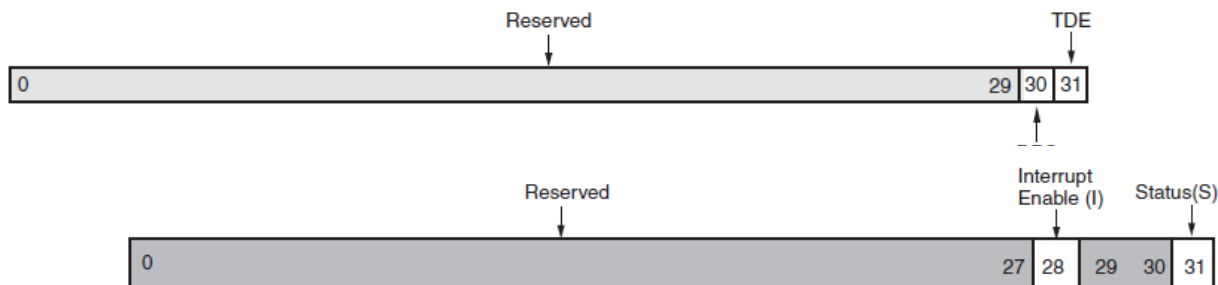 Reserved
TDE
0
29 30 31
Interrupt
Enable (I)
Reserved
Status(S)
0
27 28 29 30 31